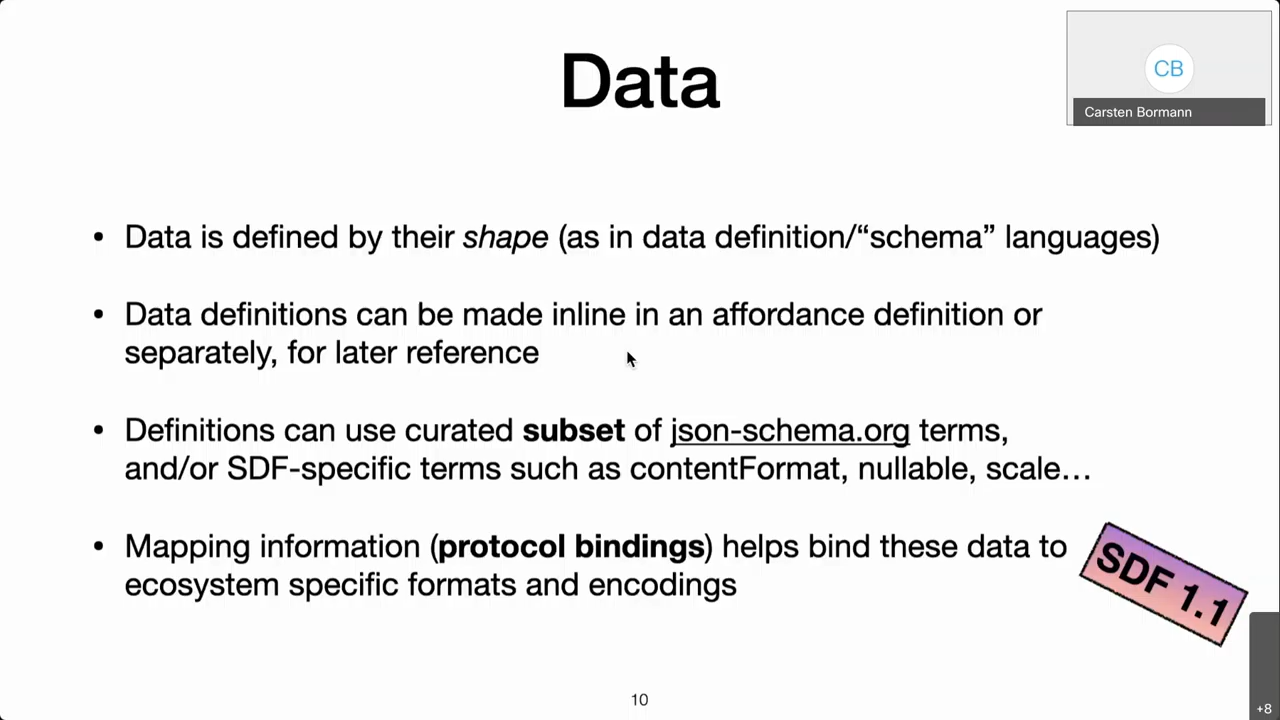 Data
CB
Carsten Bormann
• Data is defined by their shape (as in data definition/“schema” languages)
• Data definitions can be made inline in an affordance definition or
separately, for later reference
• Definitions can use curated subset of json-schema.org terms,
and/or SDF-specific terms such as contentFormat, nullable, scale…
• Mapping information (protocol bindings) helps bind these data to
ecosystem specific formats and encodings
SDF 1.1
10
+8